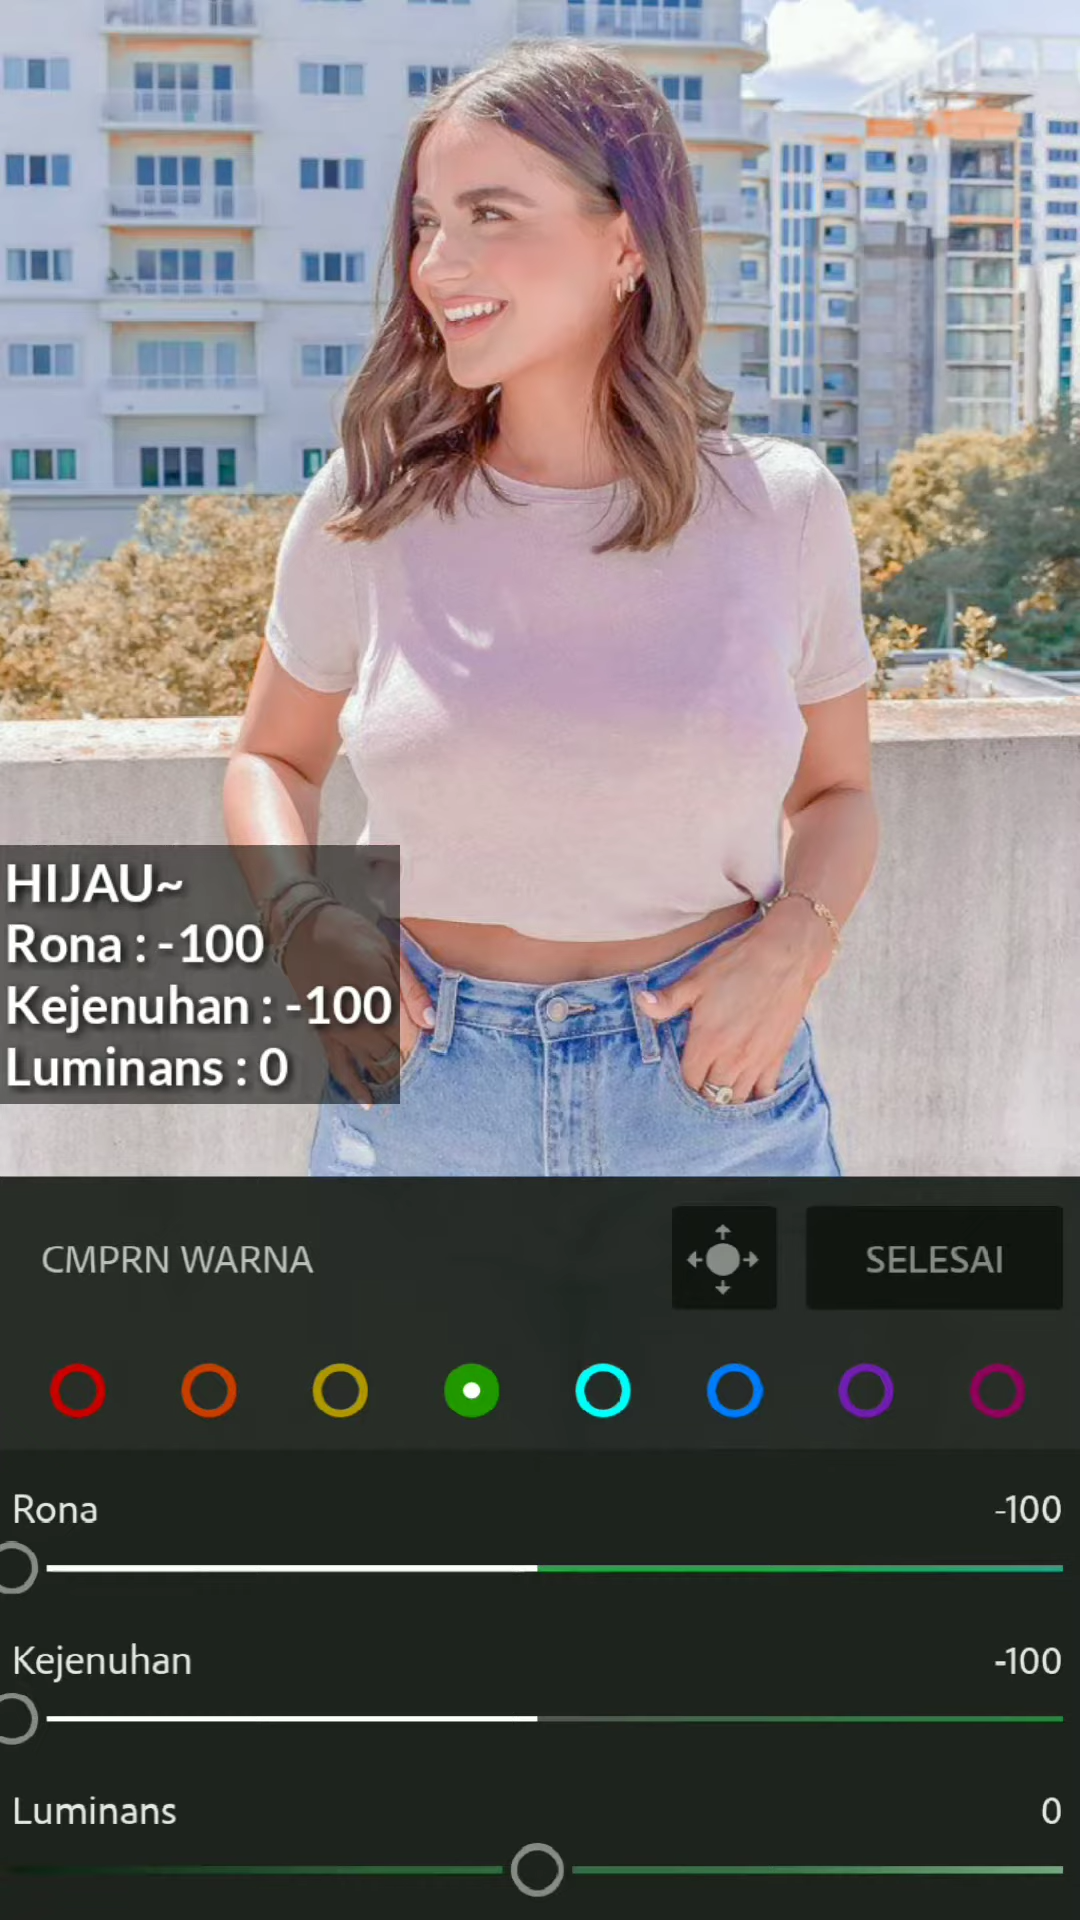 HIJAU~
Rona : -100
Kejenuhan : -100
Luminans : 0
CMPRN WARNA
SELESAI
Rona -100
Kejenuhan -100
Luminans 0